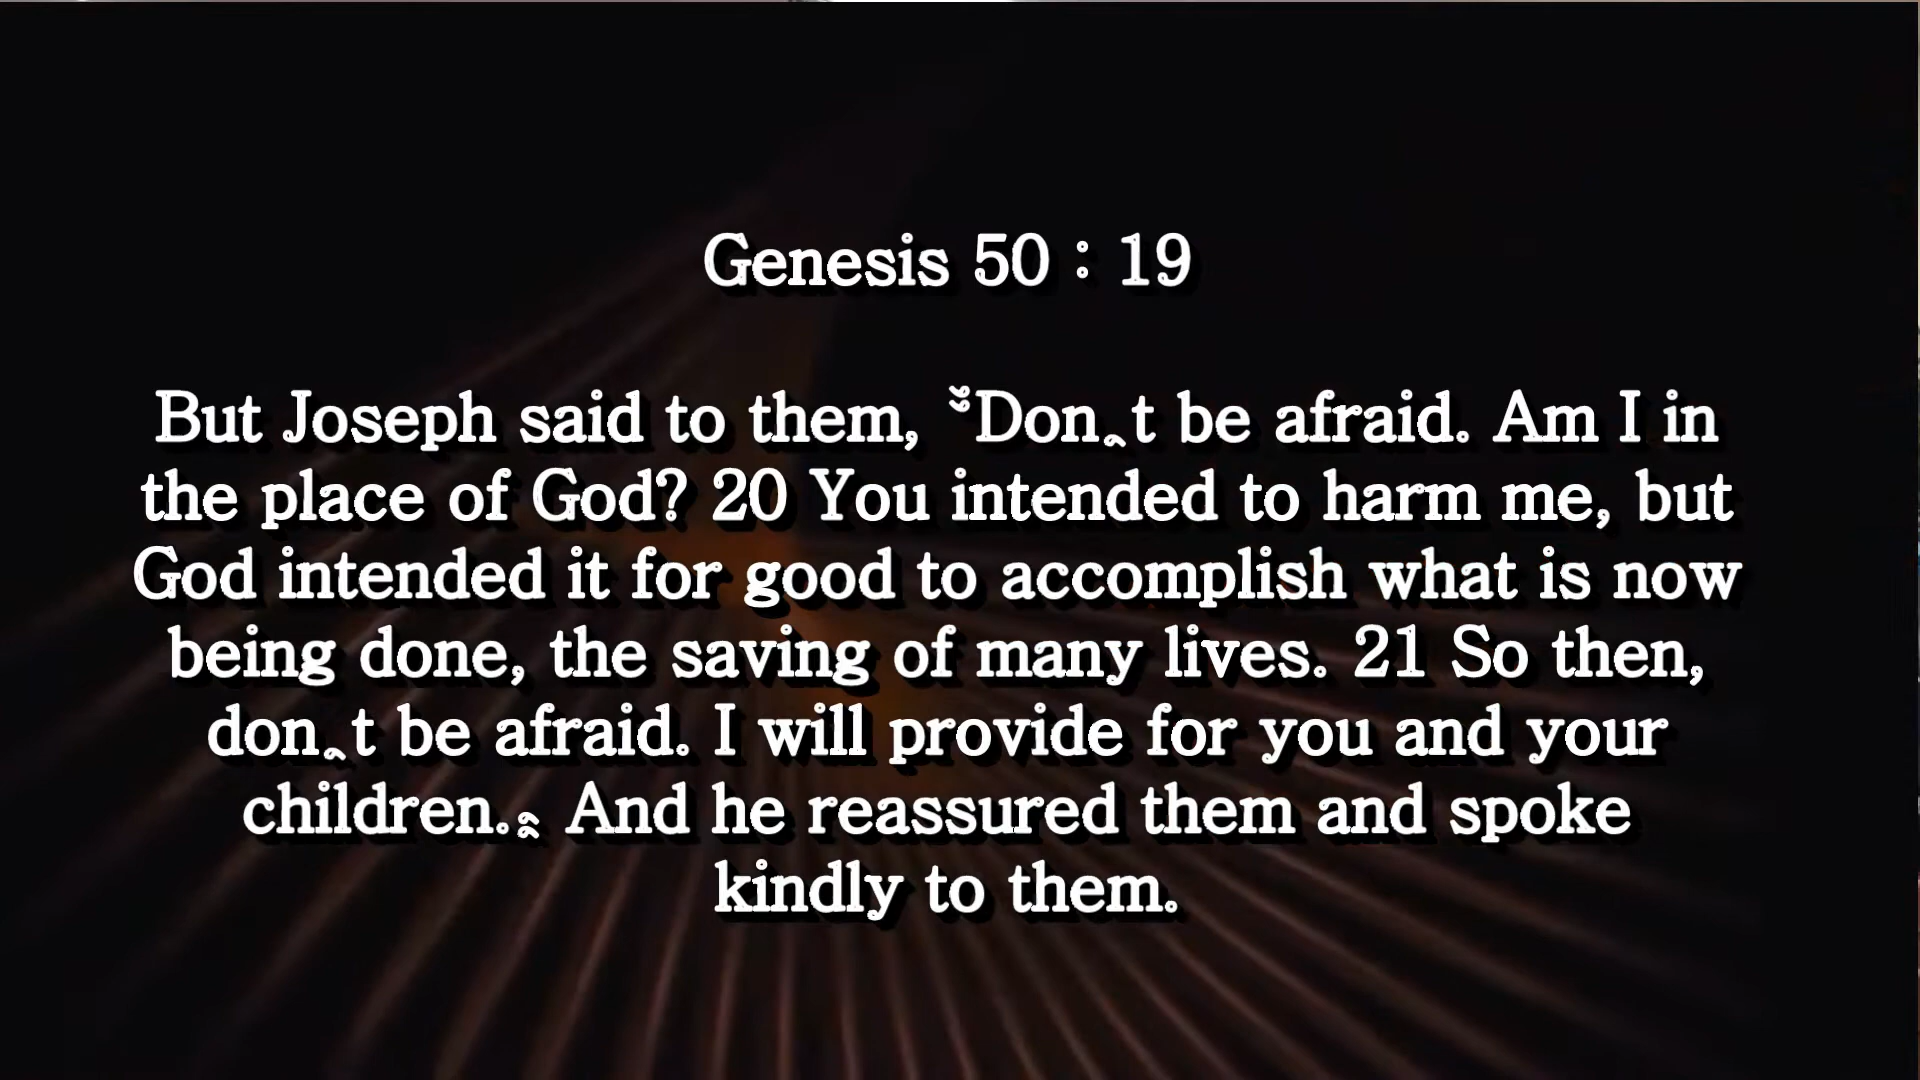 Genesis 50 : 19
But Joseph said to them, “Don’t be afraid. Am I in
the place of God? 20 You intended to harm me, but
God intended it for good to accomplish what is now
being done, the saving of many lives. 21 So then,
don’t be afraid. I will provide for you and your
children.” And he reassured them and spoke
kindly to them.